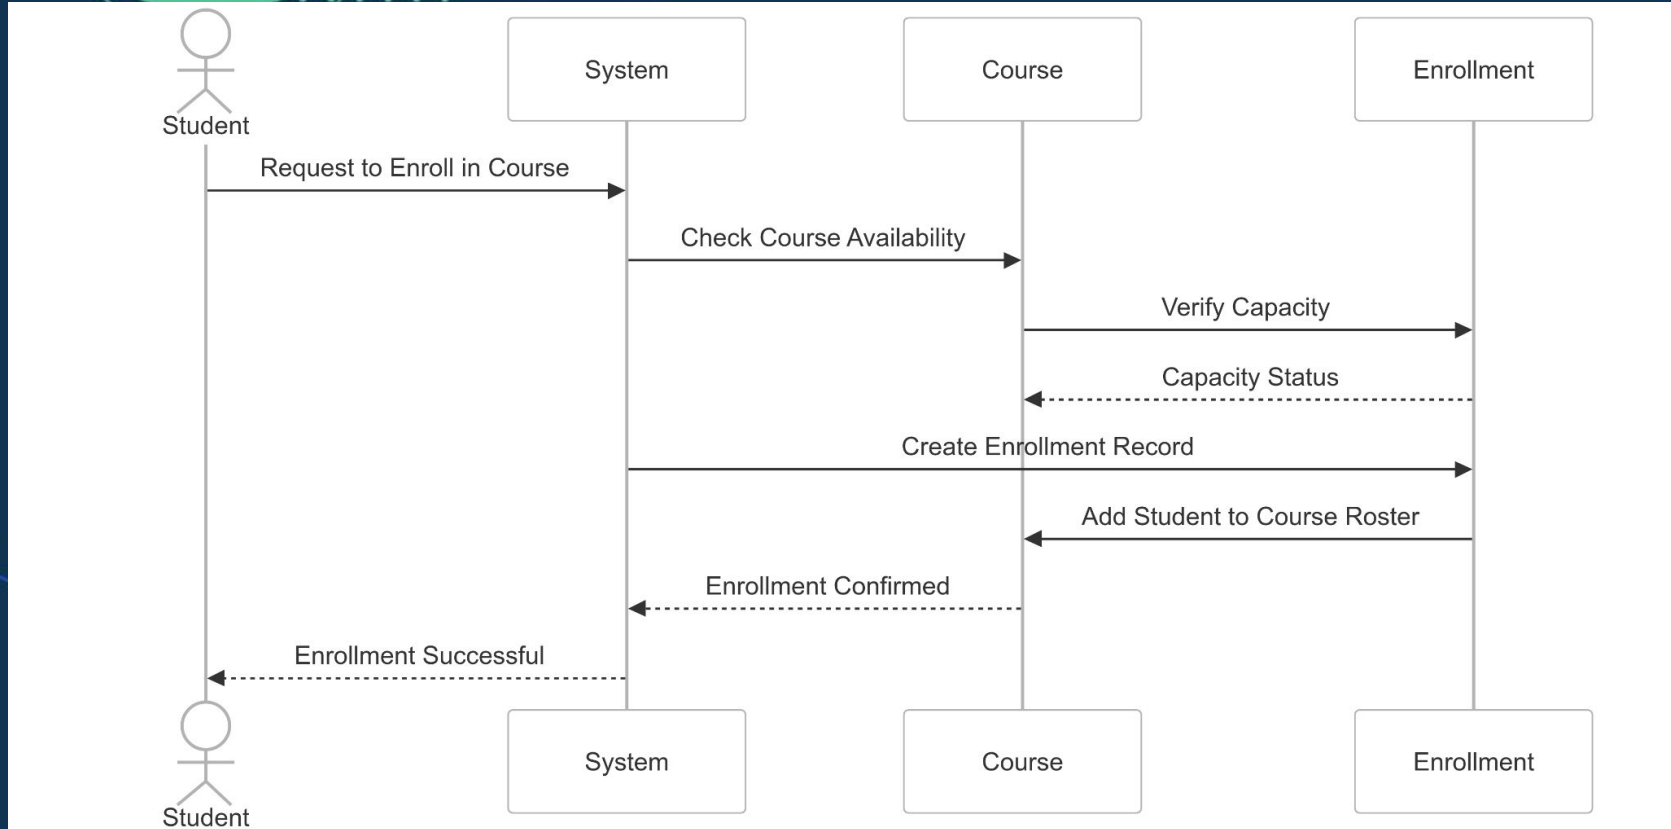 System
Course
Enrollment
Student
Request to Enroll in Course
Check Course Availability
Verify Capacity
Capacity Status
Create Enrollment Record
Add Student to Course Roster
Enrollment Confirmed
Enrollment Successful
System
Course
Enrollment
Student